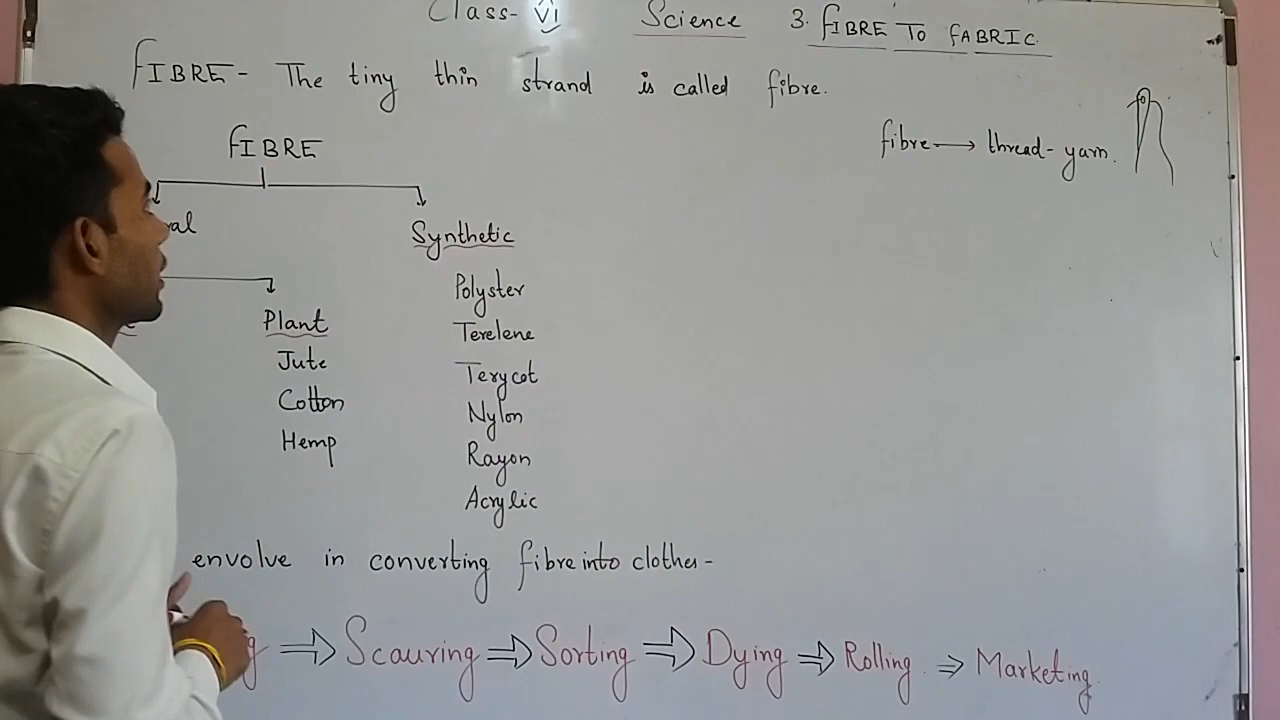 Class-VI Science 3. FIBRE TO FABRIC.
FIBRE - The tiny thin strand is called fibre.
fibre → thread - yarn.
FIBRE
Synthetic
Plant
Jute
Cotton
Hemp
Polyster
Terelene
Terycot
Nylon
Rayon
Acrylic
envolve in converting fibre into clothes -
⇒ Scauring ⇒ Sorting ⇒ Dying ⇒ Rolling ⇒ Marketing.